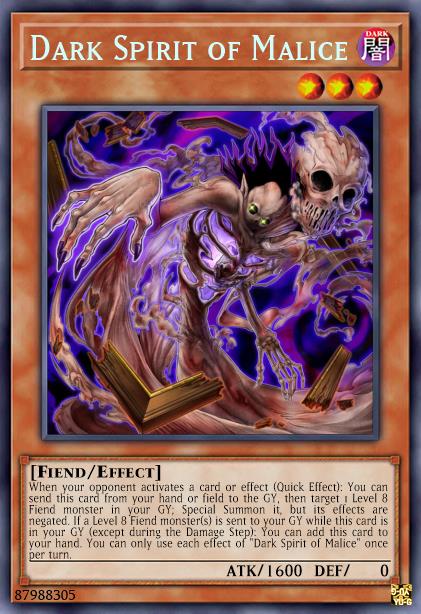 Dark Spirit of Malice
DARK
闇
[Fiend/Effect]
When your opponent activates a card or effect (Quick Effect): You can
send this card from your hand or field to the GY, then target 1 Level 8
Fiend monster in your GY; Special Summon it, but its effects are
negated. If a Level 8 Fiend monster(s) is sent to your GY while this card is
in your GY (except during the Damage Step): You can add this card to
your hand. You can only use each effect of "Dark Spirit of Malice" once
per turn.
ATK/1600 DEF/ 0
87988305